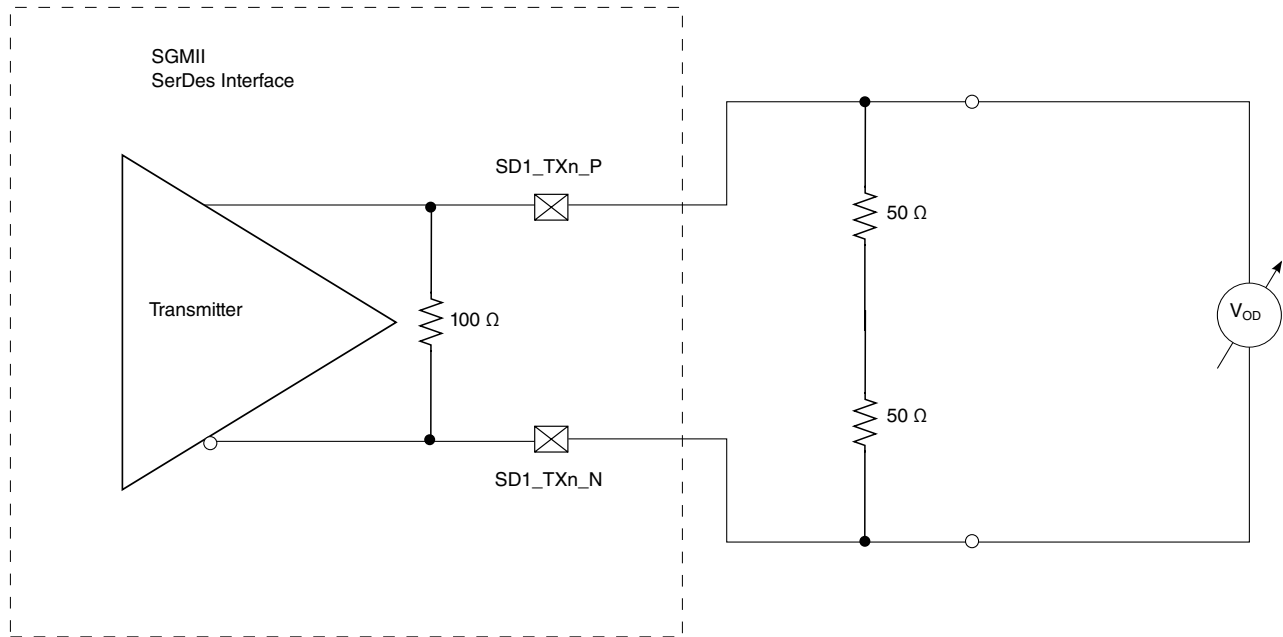 SGMII
SerDes Interface
SD1_TXn_P
50 Ω
Transmitter
100 Ω
VOD
50 Ω
SD1_TXn_N